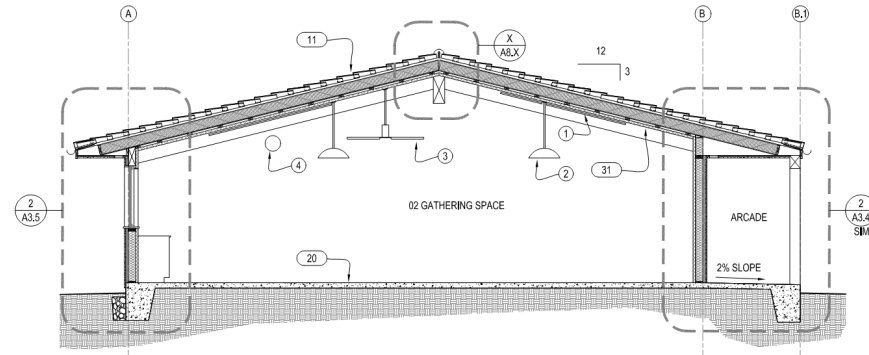 A
B
B.1
11
X
A8.X
12
3
1
4
3
2
31
2
A3.5
02 GATHERING SPACE
ARCADE
2
A3.4
SIM
20
2% SLOPE